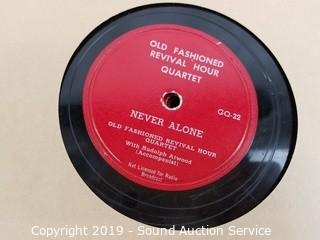 OLD FASHIONED
REVIVAL HOUR
QUARTET
NEVER ALONE
GQ-32
OLD FASHIONED REVIVAL HOUR
QUARTET
With Rudolph Atwood
(Accompanist)
Not Licensed for Radio
Broadcast
Copyright 2019 - Sound Auction Service